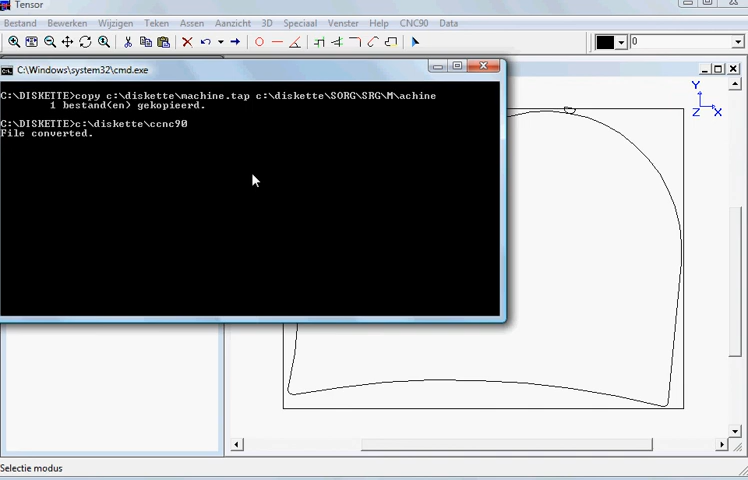 Tensor
Bestand Bewerken Wijzigen Teken Assen Aanzicht 3D Speciaal Venster Help CNC90 Data
0
C:\Windows\system32\cmd.exe
C:\DISKETTE>copy c:\diskette\machine.tap c:\diskette\SORG\SRG\M\achine
1 bestand(en) gekopieerd.
C:\DISKETTE>c:\diskette\ccnc90
File converted.
Y
Z X
Selectie modus